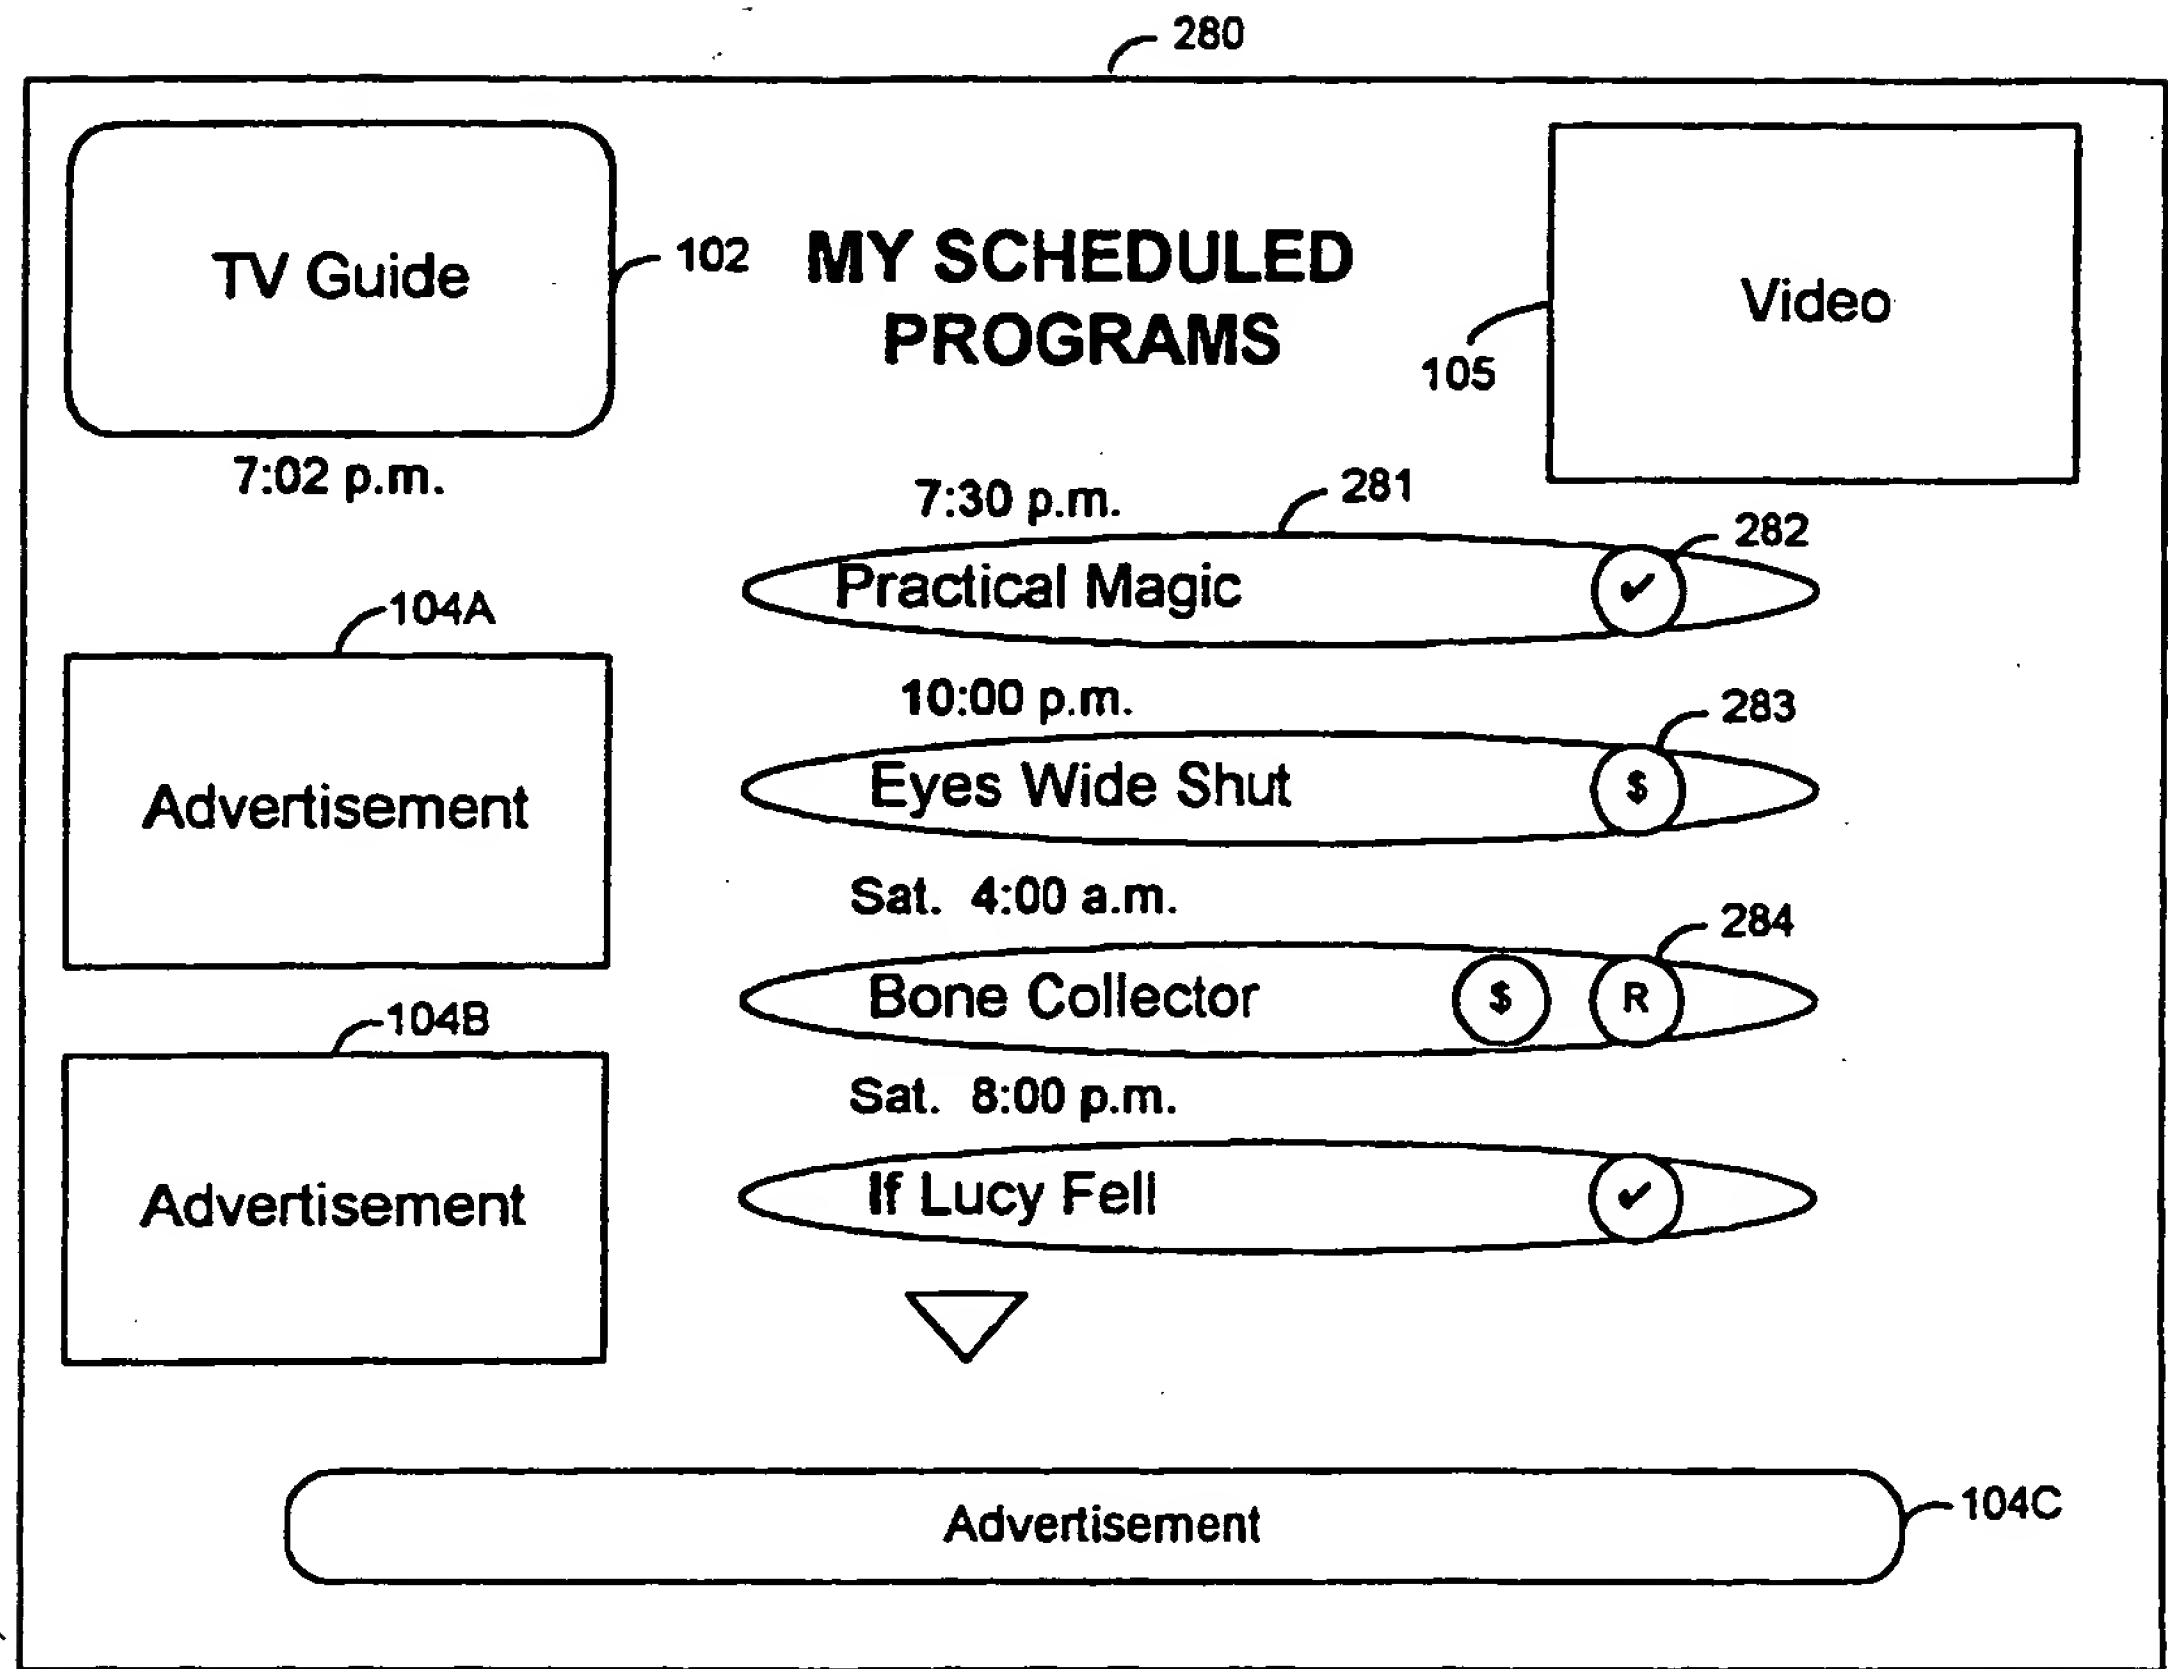 280
TV Guide
102
MY SCHEDULED
PROGRAMS
Video
105
7:02 p.m.
7:30 p.m.
281
282
Practical Magic ✔
104A
10:00 p.m.
283
Eyes Wide Shut $
Advertisement
Sat. 4:00 a.m.
284
Bone Collector $ R
104B
Sat. 8:00 p.m.
If Lucy Fell ✔
Advertisement
Advertisement
104C